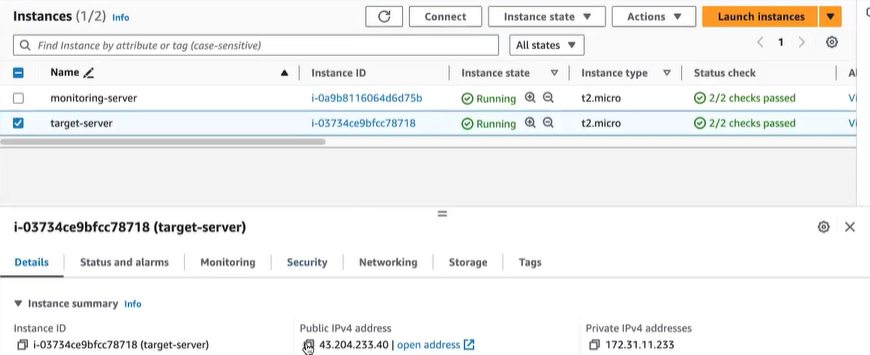 Instances (1/2) Info Connect Instance state Actions Launch instances
Find Instance by attribute or tag (case-sensitive) All states 1
Name Instance ID Instance state Instance type Status check Al
monitoring-server i-0a9b8116064d6d75b Running t2.micro 2/2 checks passed Vi
target-server i-03734ce9bfcc78718 Running t2.micro 2/2 checks passed Vi
i-03734ce9bfcc78718 (target-server)
Details Status and alarms Monitoring Security Networking Storage Tags
Instance summary Info
Instance ID Public IPv4 address Private IPv4 addresses
i-03734ce9bfcc78718 (target-server) 43.204.233.40 | open address 172.31.11.233